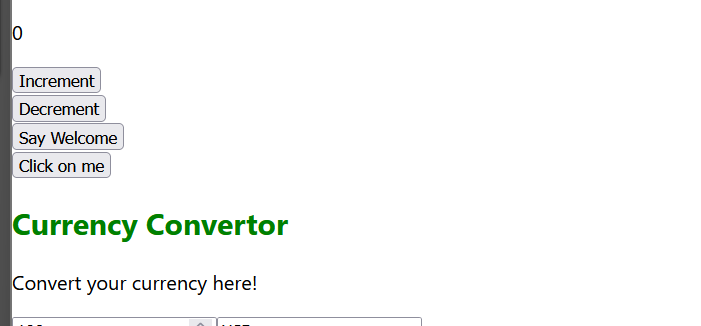 0
Increment
Decrement
Say Welcome
Click on me
Currency Convertor
Convert your currency here!